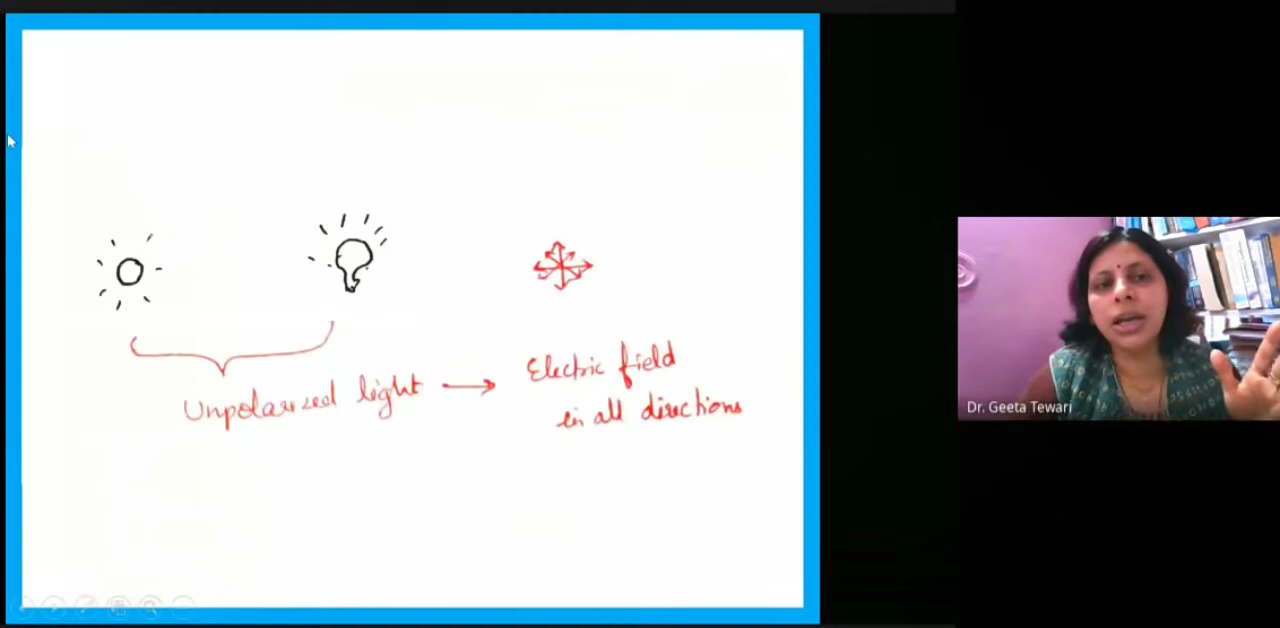 Unpolarized light
Electric field
in all directions
Dr. Geeta Tewari